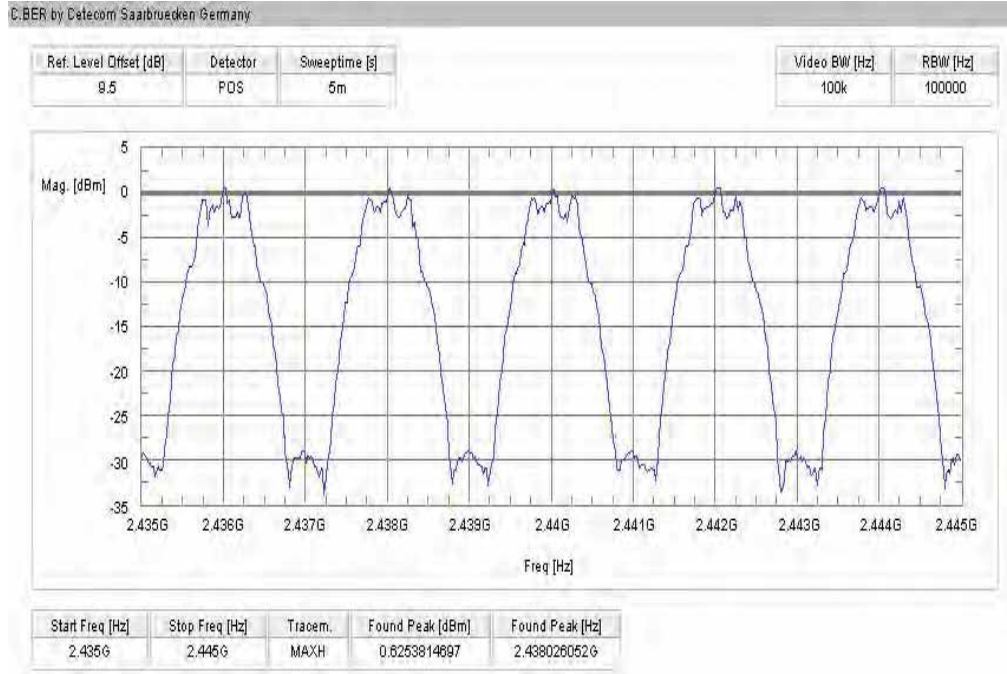 C.BER by Cetecom Saarbruecken Germany
Ref. Level Offset [dB] Detector Sweeptime [s] Video BW [Hz] RBW [Hz]
9.5 POS 5m 100k 100000
5
Mag. [dBm] 0
-5
-10
-15
-20
-25
-30
-35
2.435G 2.436G 2.437G 2.438G 2.439G 2.44G 2.441G 2.442G 2.443G 2.444G 2.445G
Freq [Hz]
Start Freq [Hz] Stop Freq [Hz] Tracem. Found Peak [dBm] Found Peak [Hz]
2.435G 2.445G MAXH 0.6253814697 2.438026052G